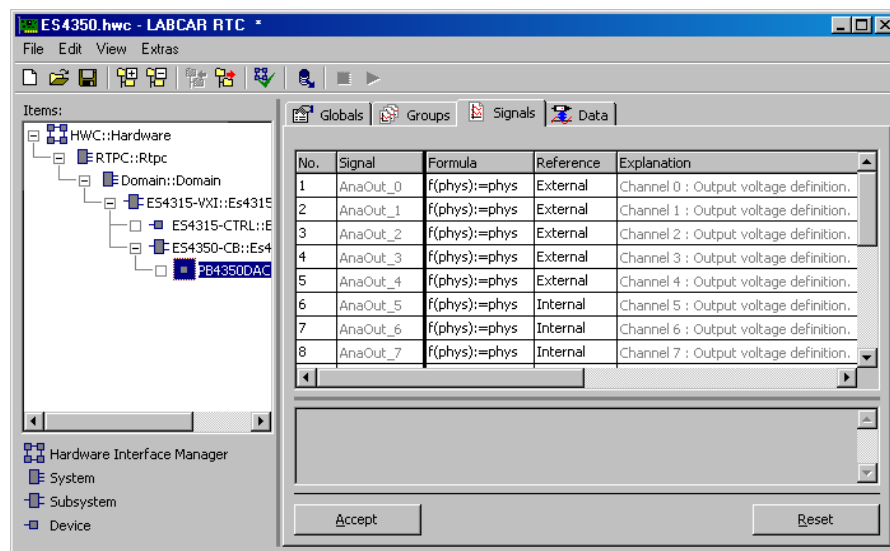 ES4350.hwc - LABCAR RTC *
File Edit View Extras
Items:
HWC::Hardware
RTPC::Rtpc
Domain::Domain
ES4315-VXI::Es4315
ES4315-CTRL::E
ES4350-CB::Es4
PB4350DAC
Hardware Interface Manager
System
Subsystem
Device
Globals Groups Signals Data
No. Signal Formula Reference Explanation
1 AnaOut_0 f(phys):=phys External Channel 0 : Output voltage definition.
2 AnaOut_1 f(phys):=phys External Channel 1 : Output voltage definition.
3 AnaOut_2 f(phys):=phys External Channel 2 : Output voltage definition.
4 AnaOut_3 f(phys):=phys External Channel 3 : Output voltage definition.
5 AnaOut_4 f(phys):=phys External Channel 4 : Output voltage definition.
6 AnaOut_5 f(phys):=phys Internal Channel 5 : Output voltage definition.
7 AnaOut_6 f(phys):=phys Internal Channel 6 : Output voltage definition.
8 AnaOut_7 f(phys):=phys Internal Channel 7 : Output voltage definition.
Accept Reset